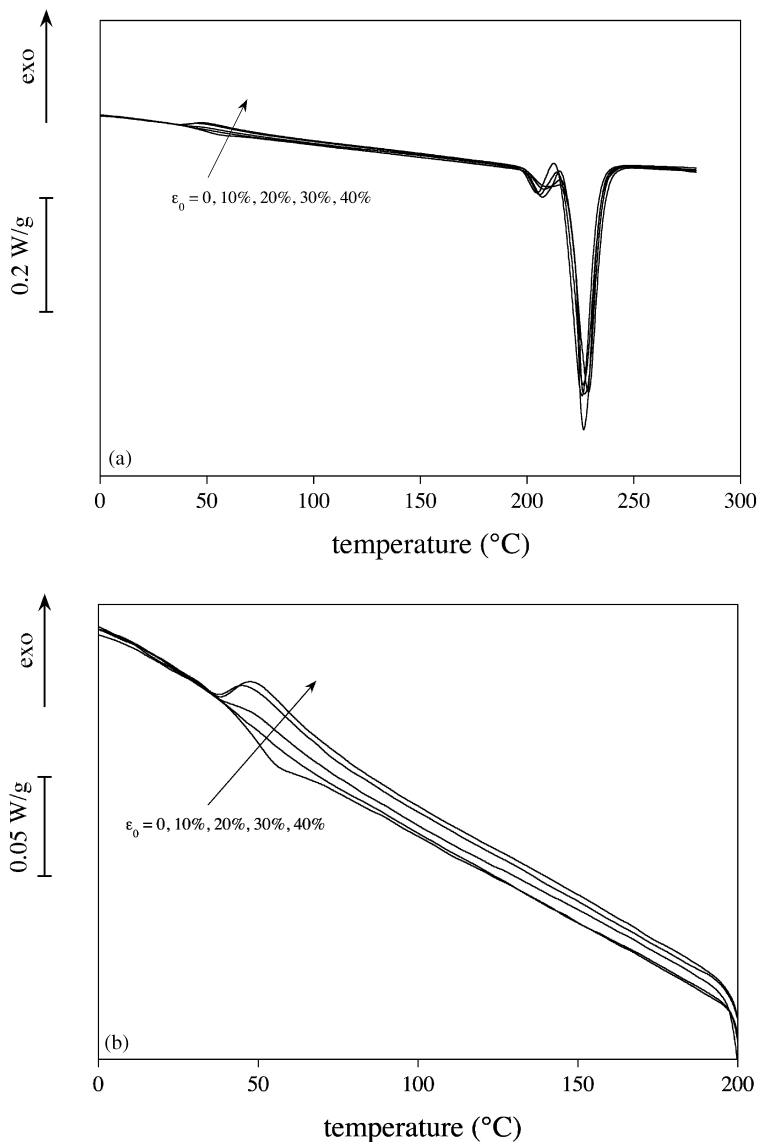 exo
0.2 W/g
ε₀ = 0, 10%, 20%, 30%, 40%
(a)
0 50 100 150 200 250 300
temperature (°C)
exo
0.05 W/g
ε₀ = 0, 10%, 20%, 30%, 40%
(b)
0 50 100 150 200
temperature (°C)